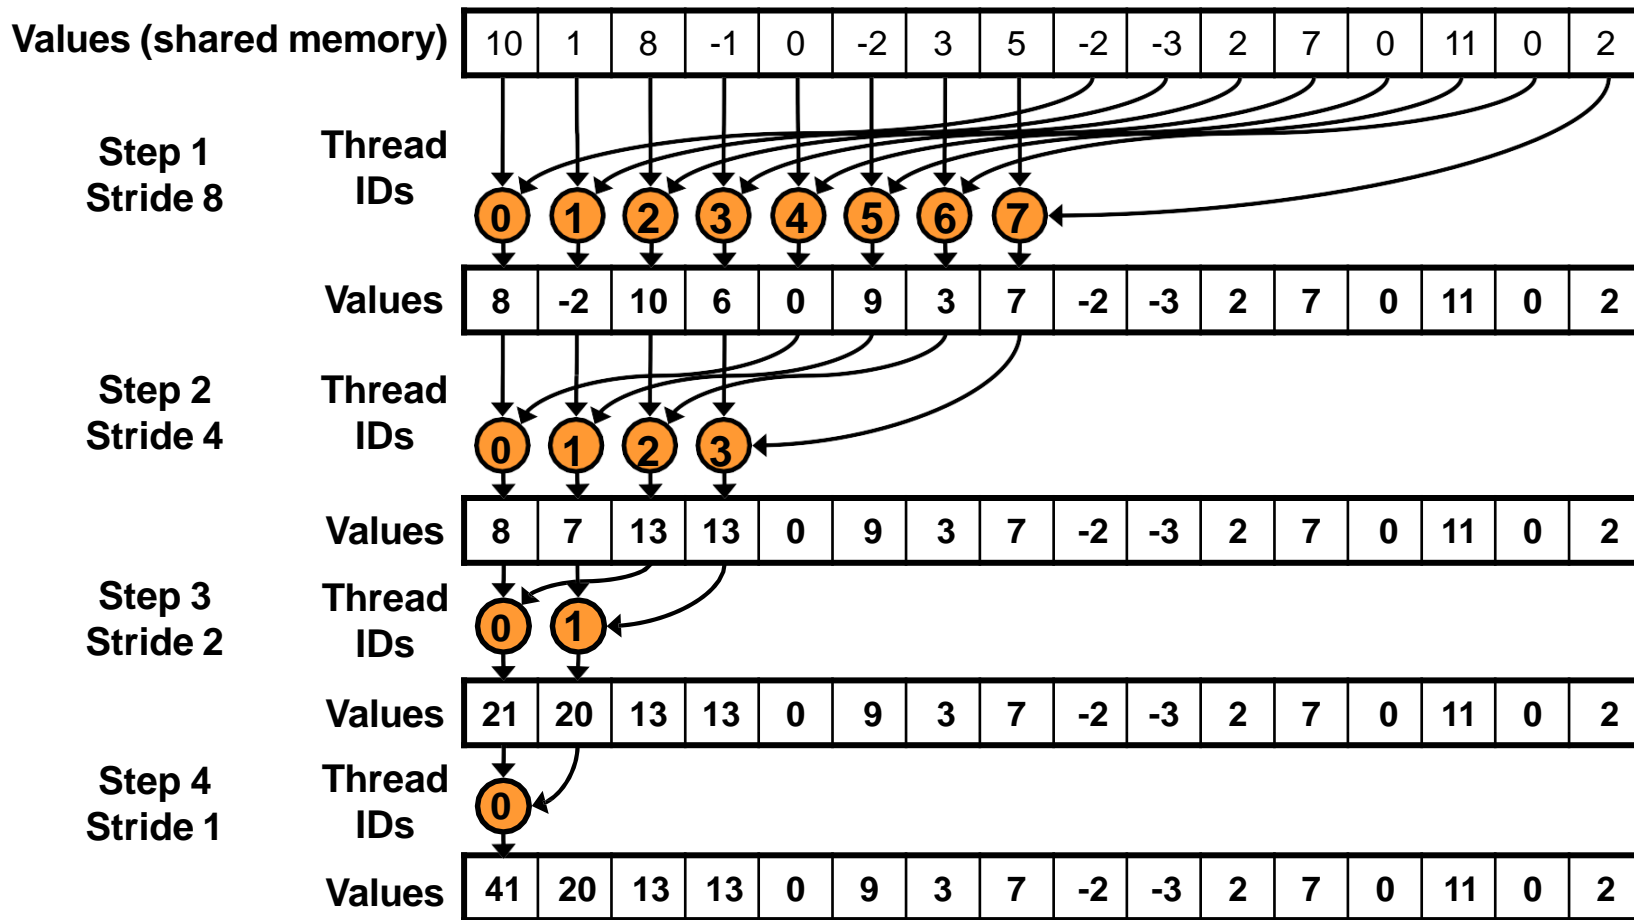 Values (shared memory) 10 1 8 -1 0 -2 3 5 -2 -3 2 7 0 11 0 2
Step 1 Thread
Stride 8 IDs
0 1 2 3 4 5 6 7
Values 8 -2 10 6 0 9 3 7 -2 -3 2 7 0 11 0 2
Step 2 Thread
Stride 4 IDs
0 1 2 3
Values 8 7 13 13 0 9 3 7 -2 -3 2 7 0 11 0 2
Step 3 Thread
Stride 2 IDs
0 1
Values 21 20 13 13 0 9 3 7 -2 -3 2 7 0 11 0 2
Step 4 Thread
Stride 1 IDs
0
Values 41 20 13 13 0 9 3 7 -2 -3 2 7 0 11 0 2